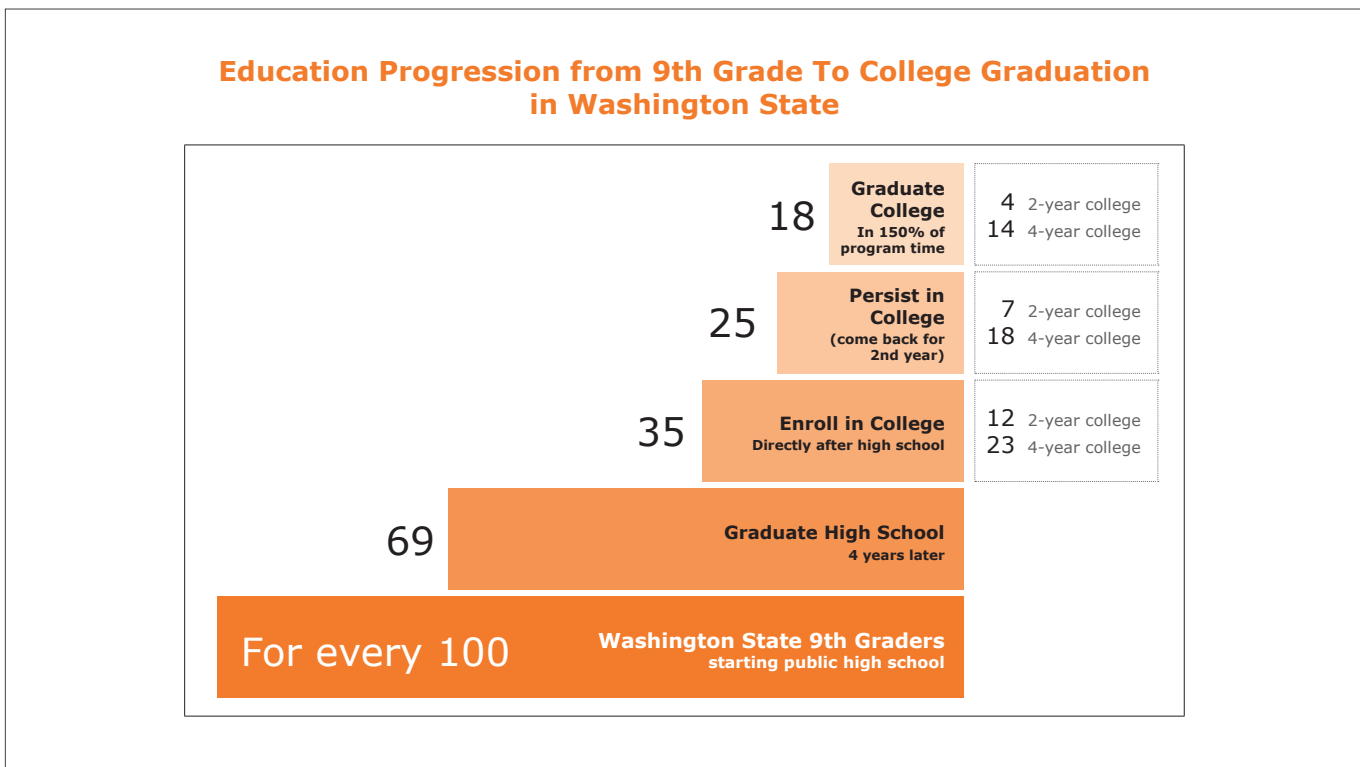 Education Progression from 9th Grade To College Graduation
in Washington State
18
Graduate
College
In 150% of
program time
4 2-year college
14 4-year college
25
Persist in
College
(come back for
2nd year)
7 2-year college
18 4-year college
35
Enroll in College
Directly after high school
12 2-year college
23 4-year college
69
Graduate High School
4 years later
For every 100
Washington State 9th Graders
starting public high school